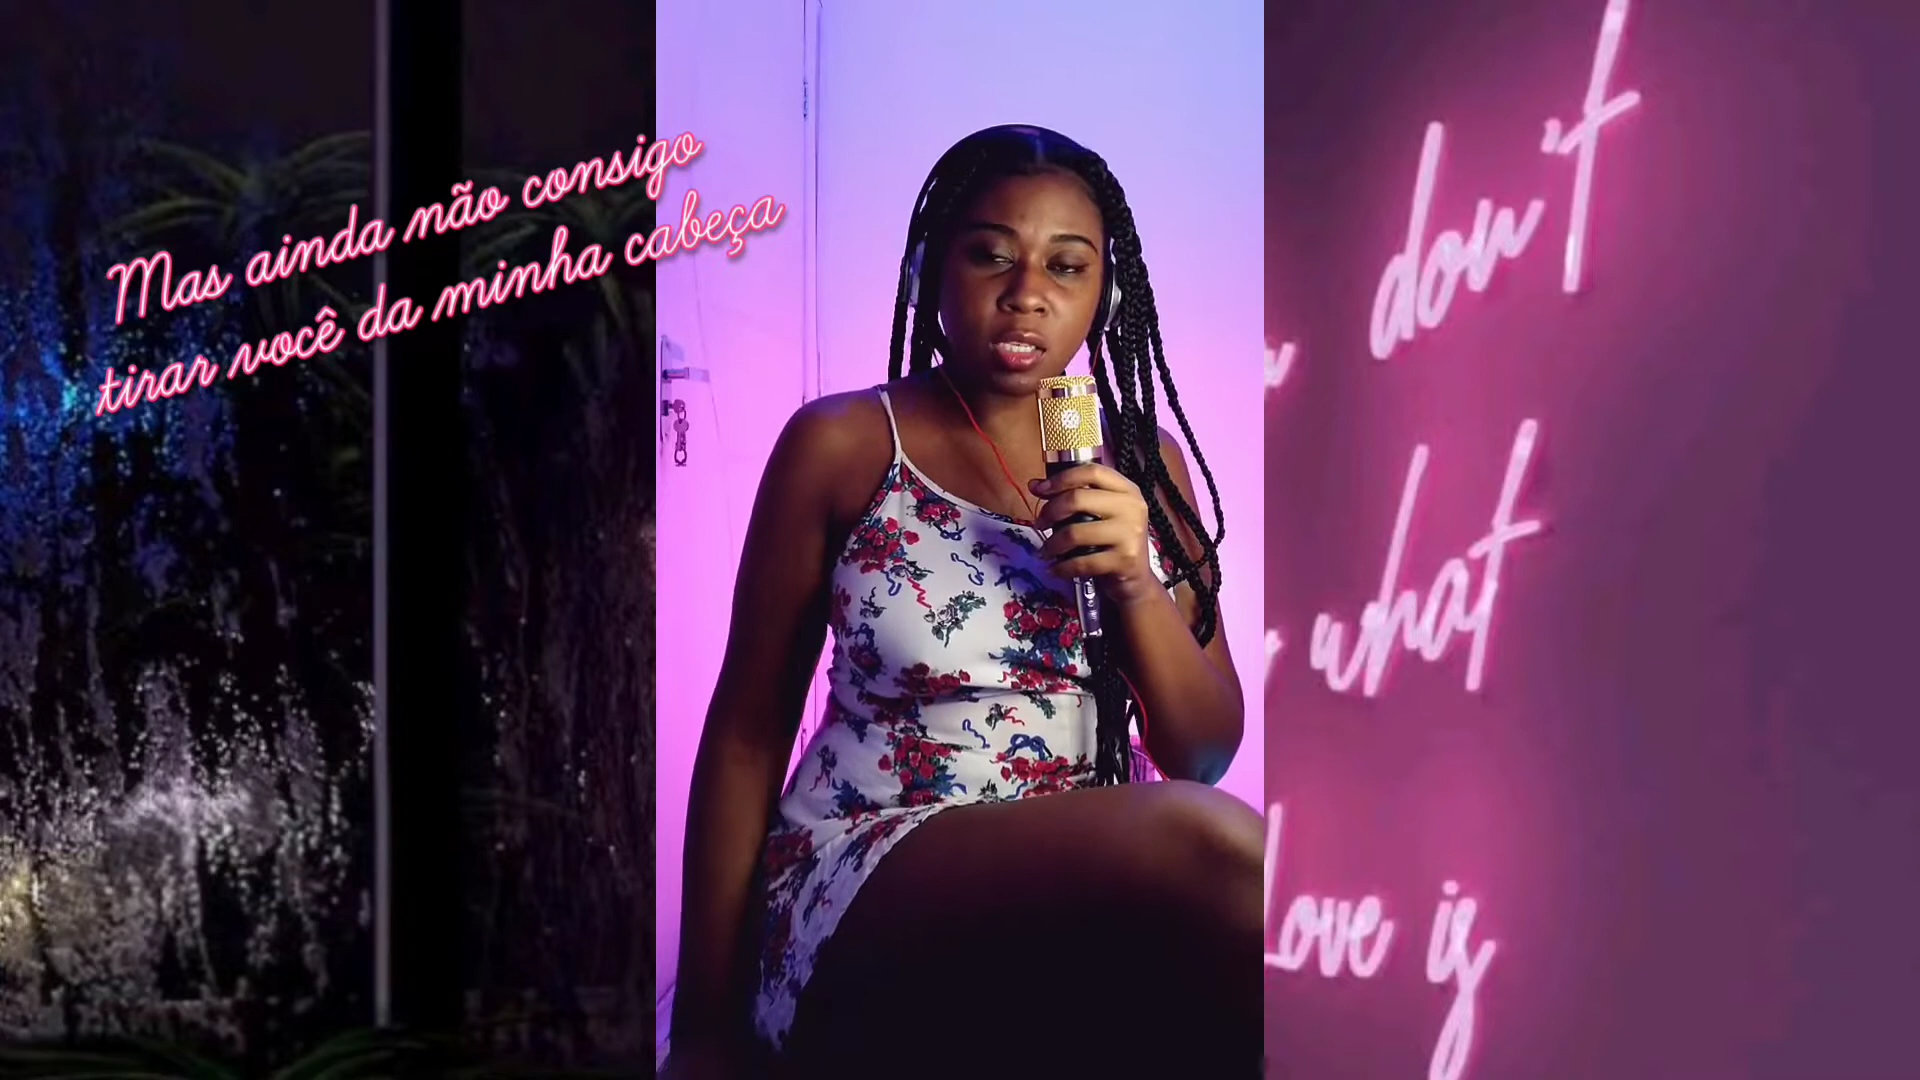 Mas ainda não consigo
tirar você da minha cabeça
don't
what
Love is